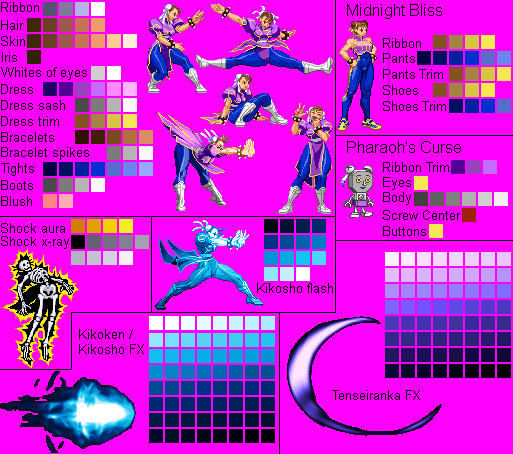 Ribbon
Hair
Skin
Iris
Whites of eyes
Dress
Dress sash
Dress trim
Bracelets
Bracelet spikes
Tights
Boots
Blush
Midnight Bliss
Ribbon
Pants
Pants Trim
Shoes
Shoes Trim
Pharaoh's Curse
Ribbon Trim
Eyes
Body
Screw Center
Buttons
Shock aura
Shock x-ray
Kikosho flash
Kikoken /
Kikosho FX
Tenseiranka FX